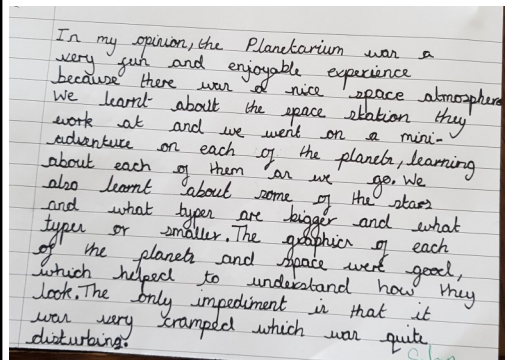 In my opinion, the Planetarium was a
very fun and enjoyable experience
because there was a nice space atmosphere
We learnt about the space station they
work at and we went on a mini-
adventure on each of the planets, learning
about each of them as we go. We
also learnt about some of the stars
and what types are bigger and what
types or smaller. The graphics of each
of the planets and space were good,
which helped to understand how they
look. The only impediment is that it
was very cramped which was quite
disturbing.